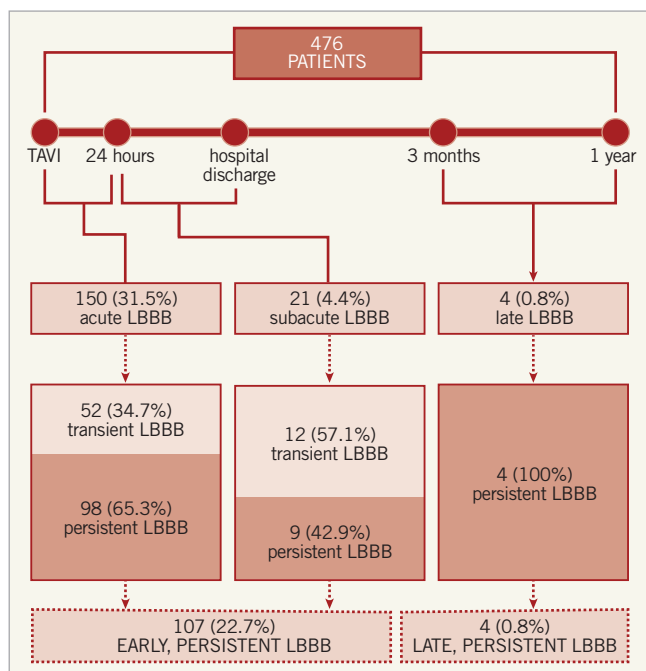 476
PATIENTS
TAVI
24 hours
hospital
discharge
3 months
1 year
150 (31.5%)
acute LBBB
21 (4.4%)
subacute LBBB
4 (0.8%)
late LBBB
52 (34.7%)
transient LBBB
98 (65.3%)
persistent LBBB
12 (57.1%)
transient LBBB
9 (42.9%)
persistent LBBB
4 (100%)
persistent LBBB
107 (22.7%)
EARLY, PERSISTENT LBBB
4 (0.8%)
LATE, PERSISTENT LBBB